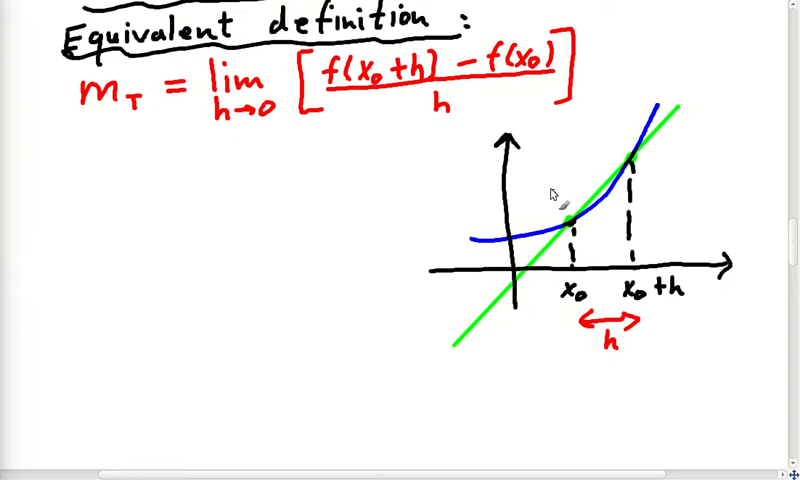 Equivalent definition :
m_T = lim_{h→0} [ (f(x₀+h) - f(x₀)) / h ]
x₀ x₀+h
h